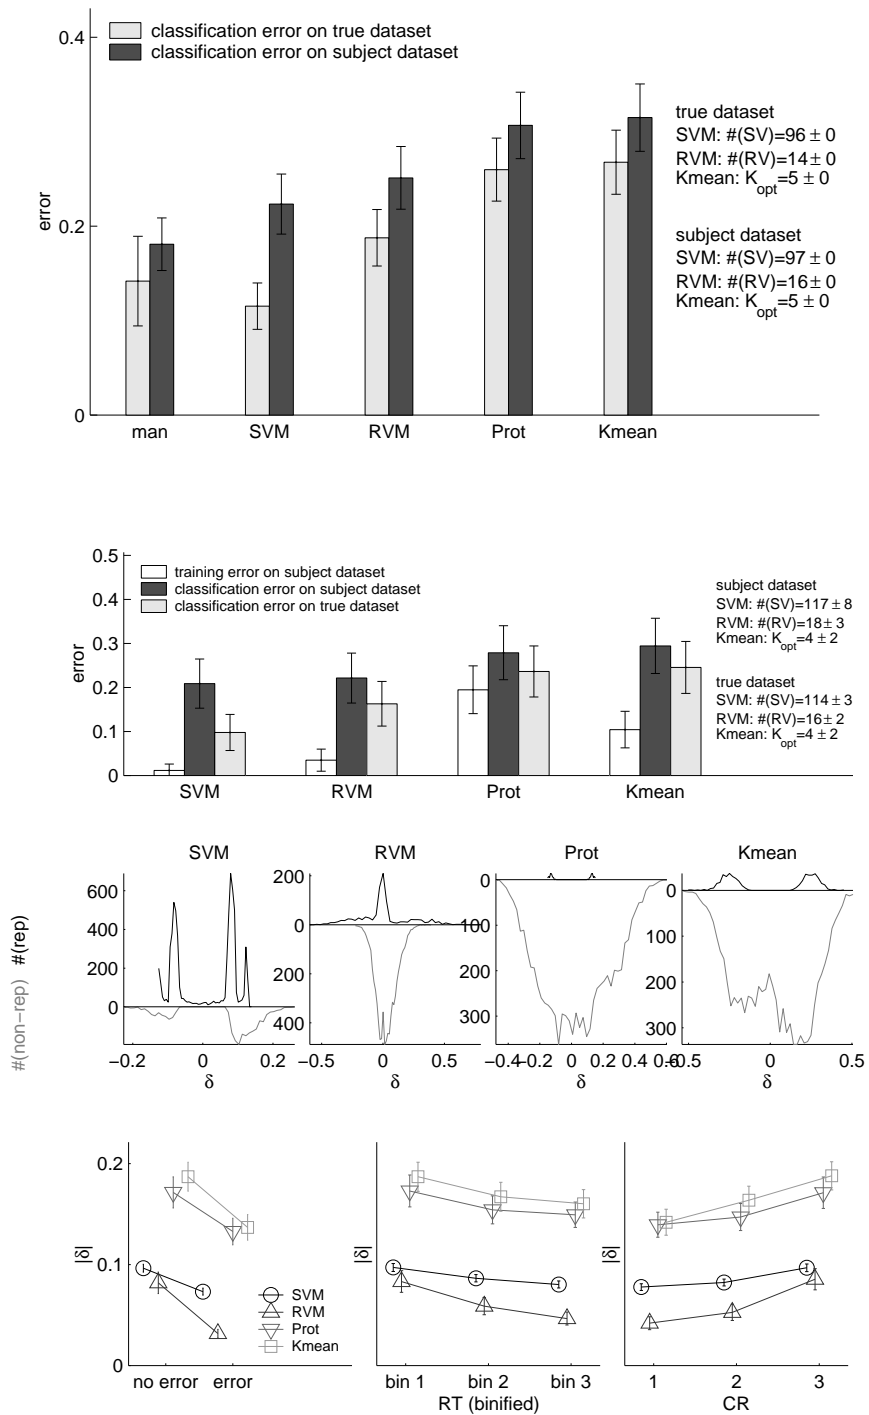 0.4
classification error on true dataset
classification error on subject dataset
true dataset
SVM: #(SV)=96 ± 0
RVM: #(RV)=14± 0
Kmean: K_opt=5 ± 0
error
0.2
subject dataset
SVM: #(SV)=97 ± 0
RVM: #(RV)=16± 0
Kmean: K_opt=5 ± 0
0
man SVM RVM Prot Kmean
0.5
training error on subject dataset
classification error on subject dataset
classification error on true dataset
0.4
0.3
0.2
0.1
0
error
subject dataset
SVM: #(SV)=117± 8
RVM: #(RV)=18± 3
Kmean: K_opt=4 ± 2
true dataset
SVM: #(SV)=114± 3
RVM: #(RV)=16± 2
Kmean: K_opt=4 ± 2
SVM RVM Prot Kmean
#(non−rep) #(rep)
SVM
600
400
200
0
−0.2 0 0.2
δ
RVM
200
0
200
400
−0.5 0 0.5
δ
Prot
0
100
200
300
−0.4 −0.2 0 0.2 0.4 0.6
δ
Kmean
0
100
200
300
−0.5 0 0.5
δ
0.2
0.1
0
|δ|
SVM
RVM
Prot
Kmean
no error error
|δ|
bin 1 bin 2 bin 3
RT (binified)
|δ|
1 2 3
CR